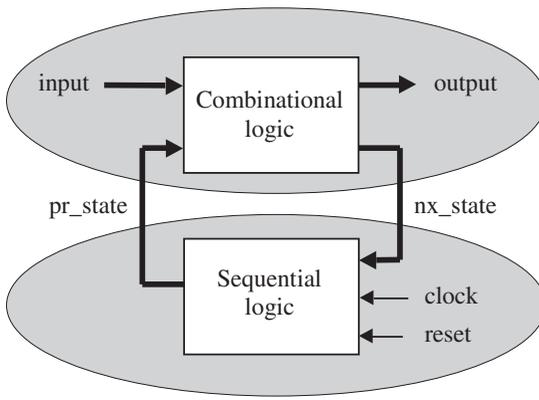 input
Combinational
logic
output
pr_state
nx_state
Sequential
logic
clock
reset